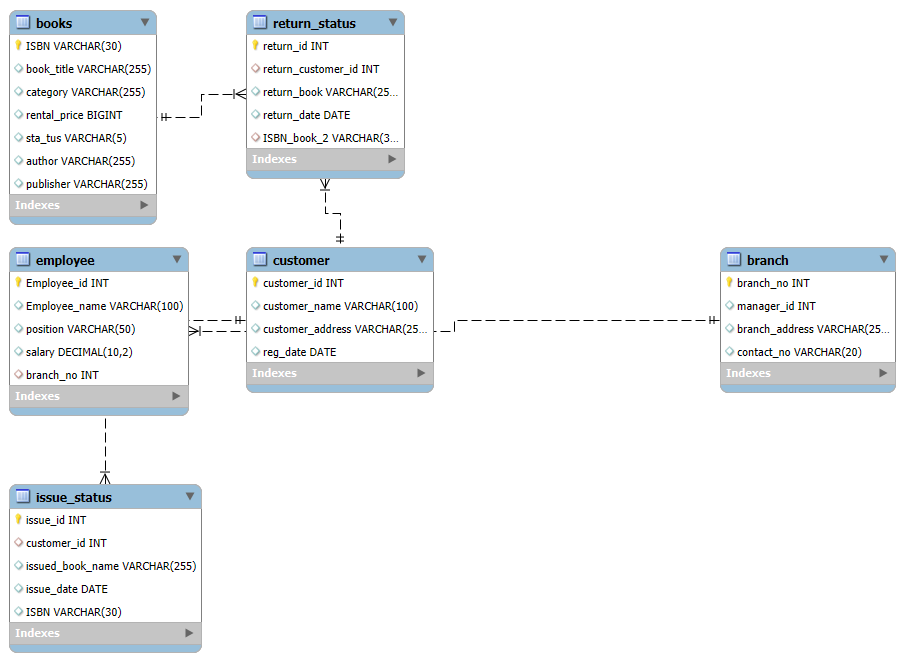 books
ISBN VARCHAR(30)
book_title VARCHAR(255)
category VARCHAR(255)
rental_price BIGINT
sta_tus VARCHAR(5)
author VARCHAR(255)
publisher VARCHAR(255)
Indexes
return_status
return_id INT
return_customer_id INT
return_book VARCHAR(25...
return_date DATE
ISBN_book_2 VARCHAR(3...
Indexes
employee
Employee_id INT
Employee_name VARCHAR(100)
position VARCHAR(50)
salary DECIMAL(10,2)
branch_no INT
Indexes
customer
customer_id INT
customer_name VARCHAR(100)
customer_address VARCHAR(25...
reg_date DATE
Indexes
branch
branch_no INT
manager_id INT
branch_address VARCHAR(25...
contact_no VARCHAR(20)
Indexes
issue_status
issue_id INT
customer_id INT
issued_book_name VARCHAR(255)
issue_date DATE
ISBN VARCHAR(30)
Indexes